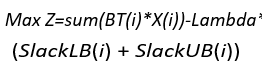 Max Z=sum(BT(i)*X(i))-Lambda*
(SlackLB(i) + SlackUB(i))